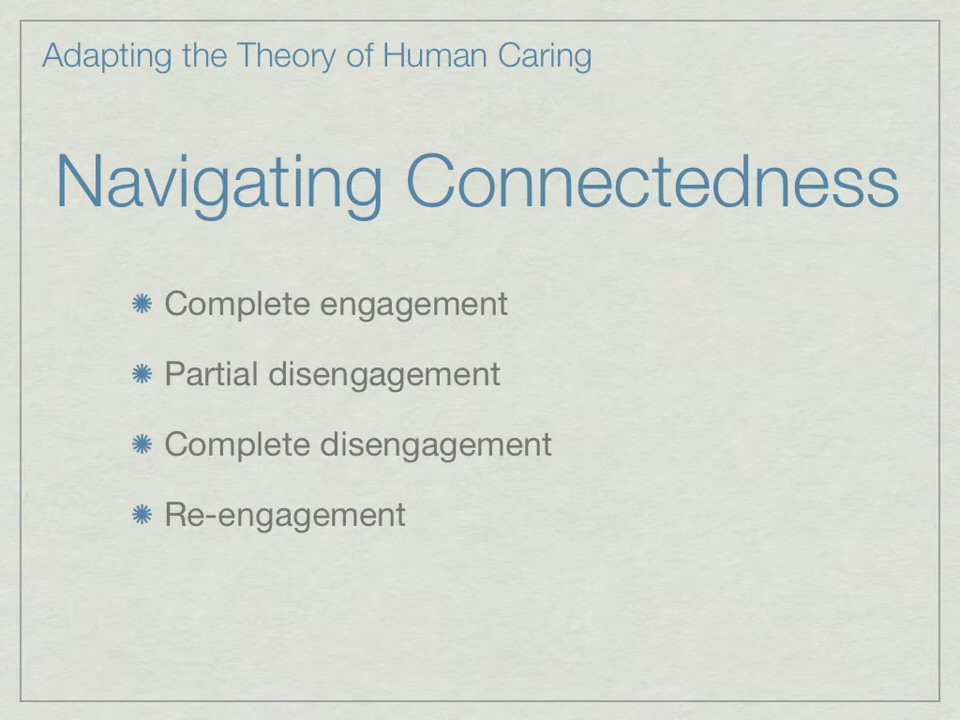 Adapting the Theory of Human Caring
Navigating Connectedness
Complete engagement
Partial disengagement
Complete disengagement
Re-engagement